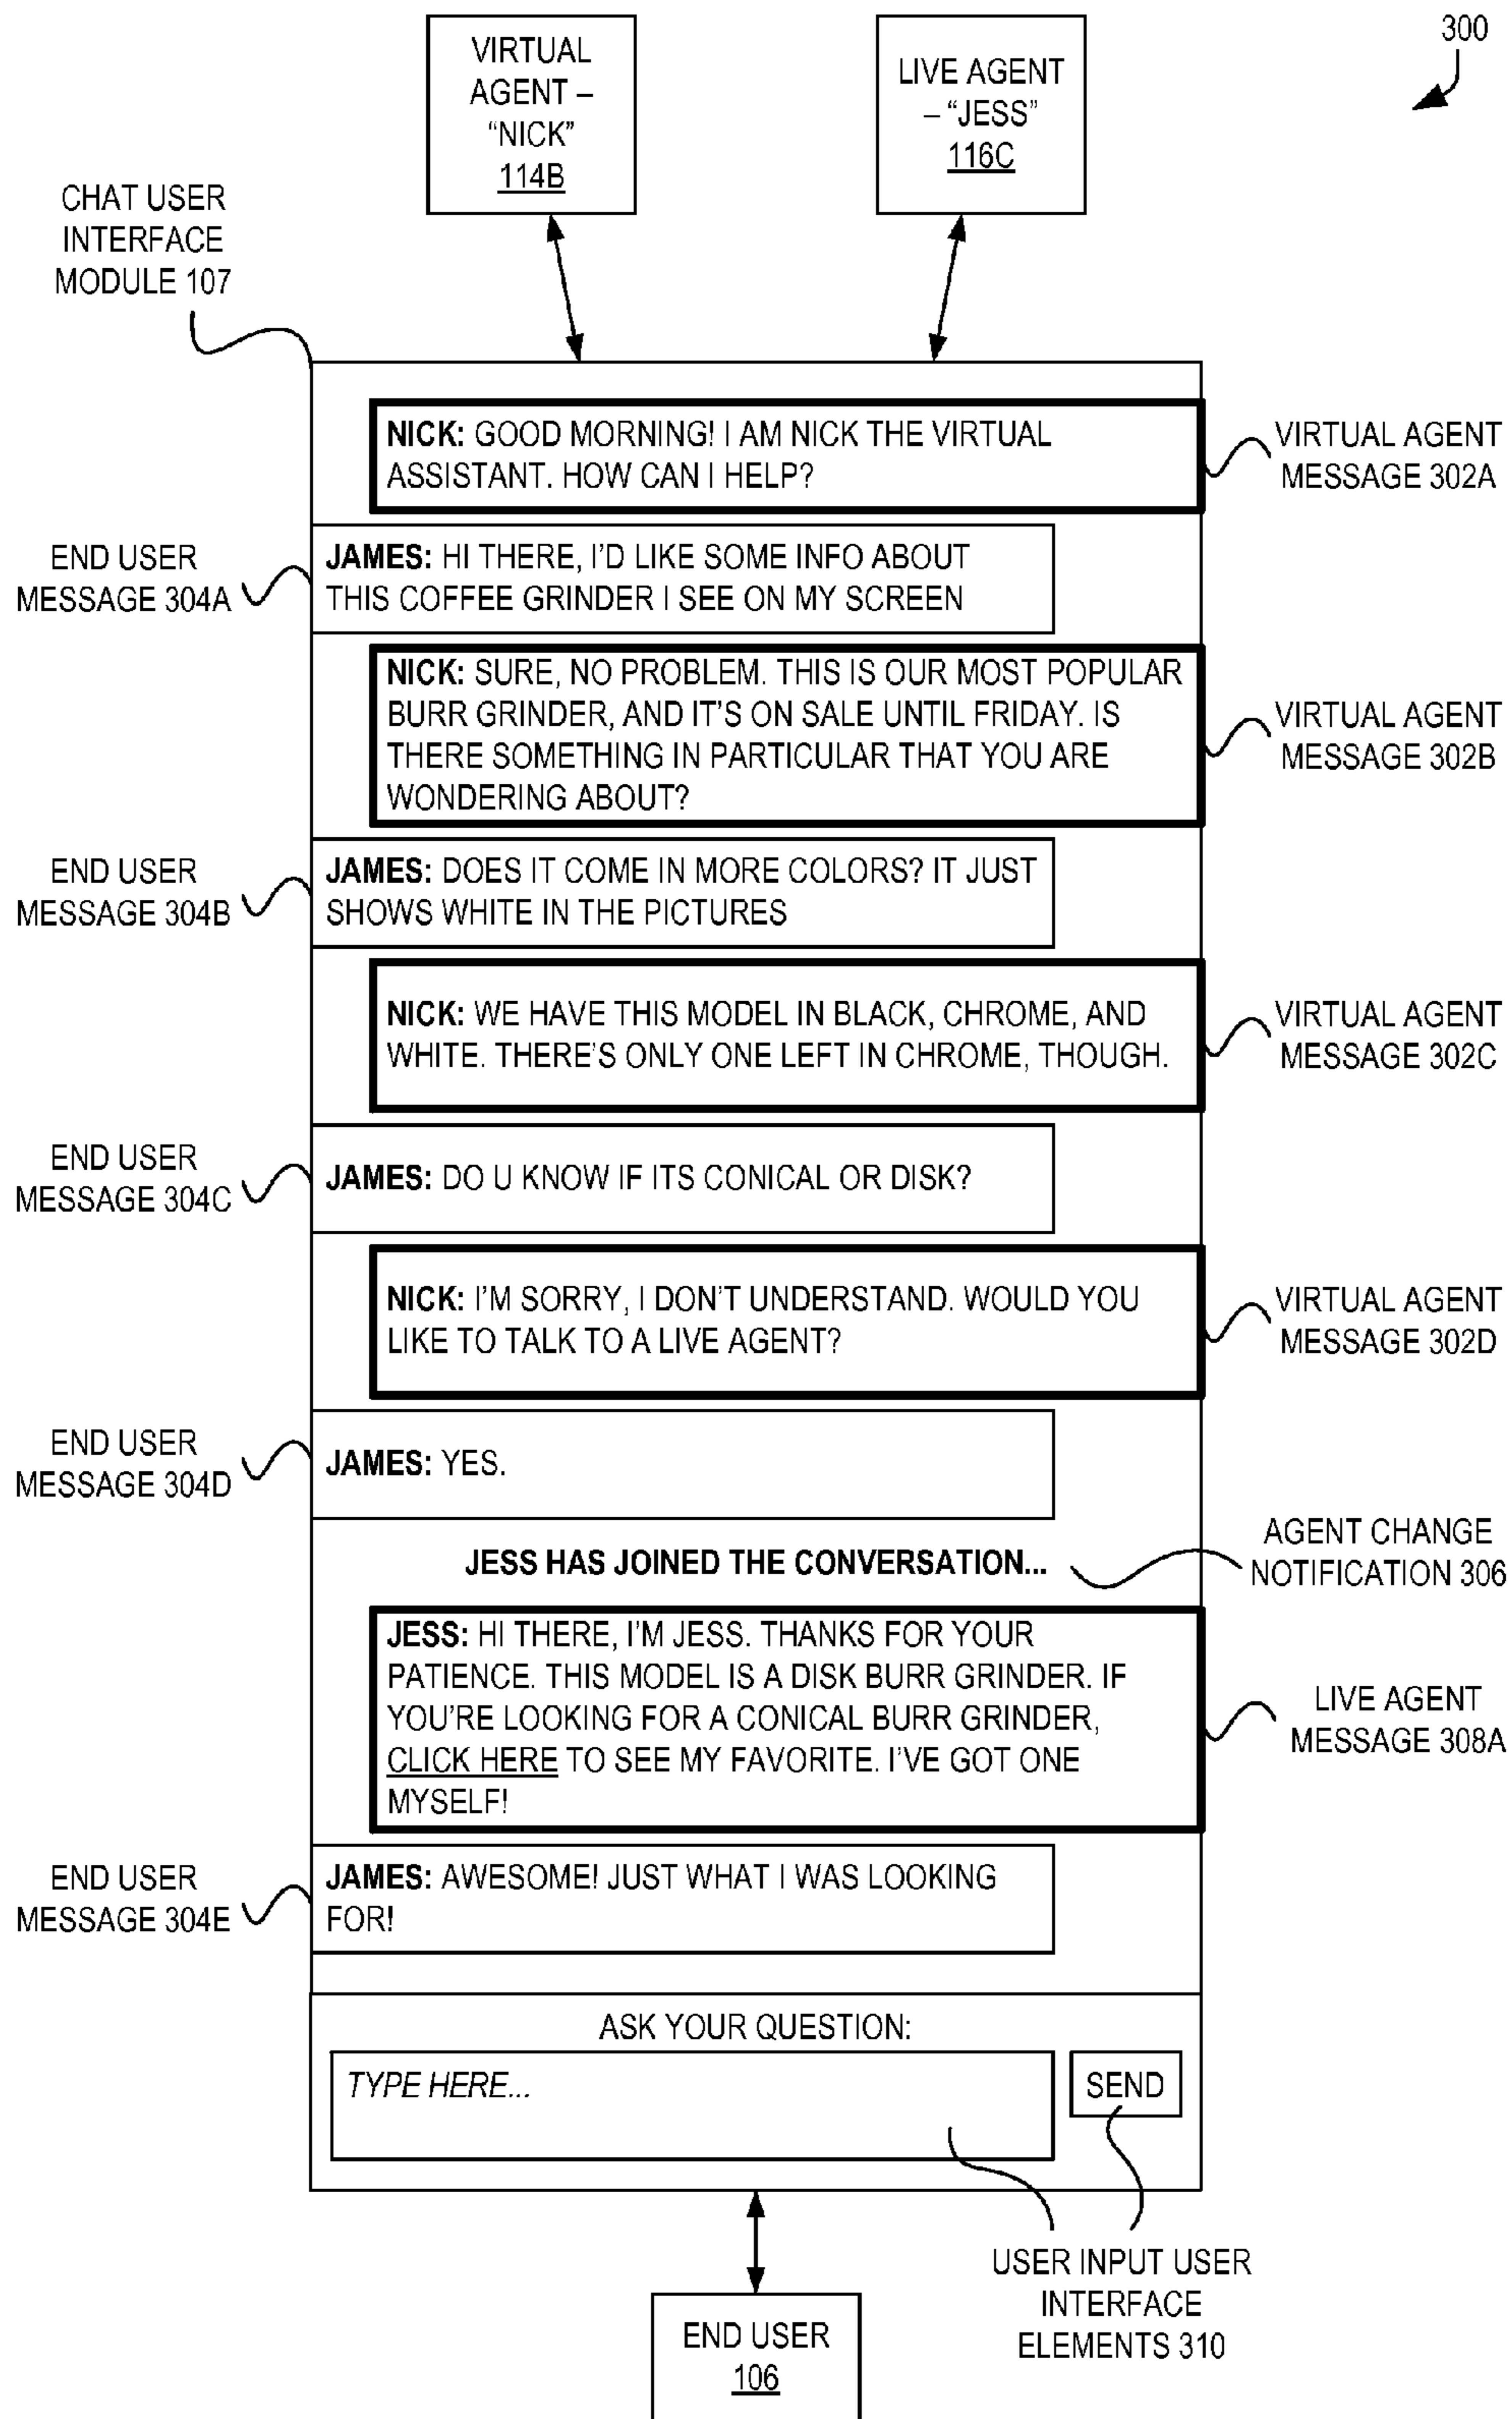 300
VIRTUAL
AGENT –
“NICK”
114B
LIVE AGENT
– “JESS”
116C
CHAT USER
INTERFACE
MODULE 107
NICK: GOOD MORNING! I AM NICK THE VIRTUAL
ASSISTANT. HOW CAN I HELP?
VIRTUAL AGENT
MESSAGE 302A
END USER
MESSAGE 304A
JAMES: HI THERE, I’D LIKE SOME INFO ABOUT
THIS COFFEE GRINDER I SEE ON MY SCREEN
NICK: SURE, NO PROBLEM. THIS IS OUR MOST POPULAR
BURR GRINDER, AND IT’S ON SALE UNTIL FRIDAY. IS
THERE SOMETHING IN PARTICULAR THAT YOU ARE
WONDERING ABOUT?
VIRTUAL AGENT
MESSAGE 302B
END USER
MESSAGE 304B
JAMES: DOES IT COME IN MORE COLORS? IT JUST
SHOWS WHITE IN THE PICTURES
NICK: WE HAVE THIS MODEL IN BLACK, CHROME, AND
WHITE. THERE’S ONLY ONE LEFT IN CHROME, THOUGH.
VIRTUAL AGENT
MESSAGE 302C
END USER
MESSAGE 304C
JAMES: DO U KNOW IF ITS CONICAL OR DISK?
NICK: I’M SORRY, I DON’T UNDERSTAND. WOULD YOU
LIKE TO TALK TO A LIVE AGENT?
VIRTUAL AGENT
MESSAGE 302D
END USER
MESSAGE 304D
JAMES: YES.
JESS HAS JOINED THE CONVERSATION...
AGENT CHANGE
NOTIFICATION 306
JESS: HI THERE, I’M JESS. THANKS FOR YOUR
PATIENCE. THIS MODEL IS A DISK BURR GRINDER. IF
YOU’RE LOOKING FOR A CONICAL BURR GRINDER,
CLICK HERE TO SEE MY FAVORITE. I’VE GOT ONE
MYSELF!
LIVE AGENT
MESSAGE 308A
END USER
MESSAGE 304E
JAMES: AWESOME! JUST WHAT I WAS LOOKING
FOR!
ASK YOUR QUESTION:
TYPE HERE...
SEND
USER INPUT USER
INTERFACE
ELEMENTS 310
END USER
106